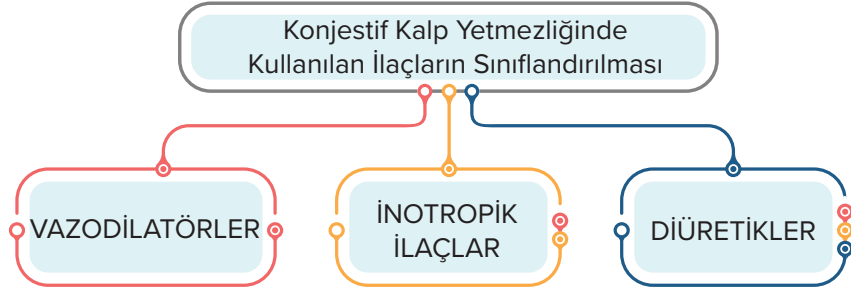 Konjestif Kalp Yetmezliğinde
Kullanılan İlaçların Sınıflandırılması
VAZODİLATÖRLER
İNOTROPİK
İLAÇLAR
DİÜRETİKLER